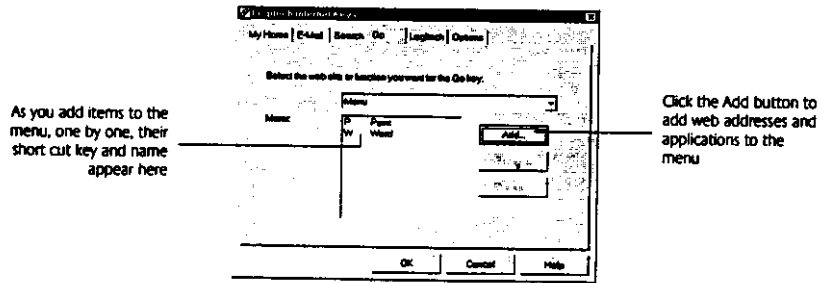 Logitech Internet Keys
My Home E-Mail Search Go Logitech Options
Select the web site or function you want for the Go key.
Menu
Menu:
P Paint
W Word
Add...
OK Cancel Help
As you add items to the
menu, one by one, their
short cut key and name
appear here
Click the Add button to
add web addresses and
applications to the
menu